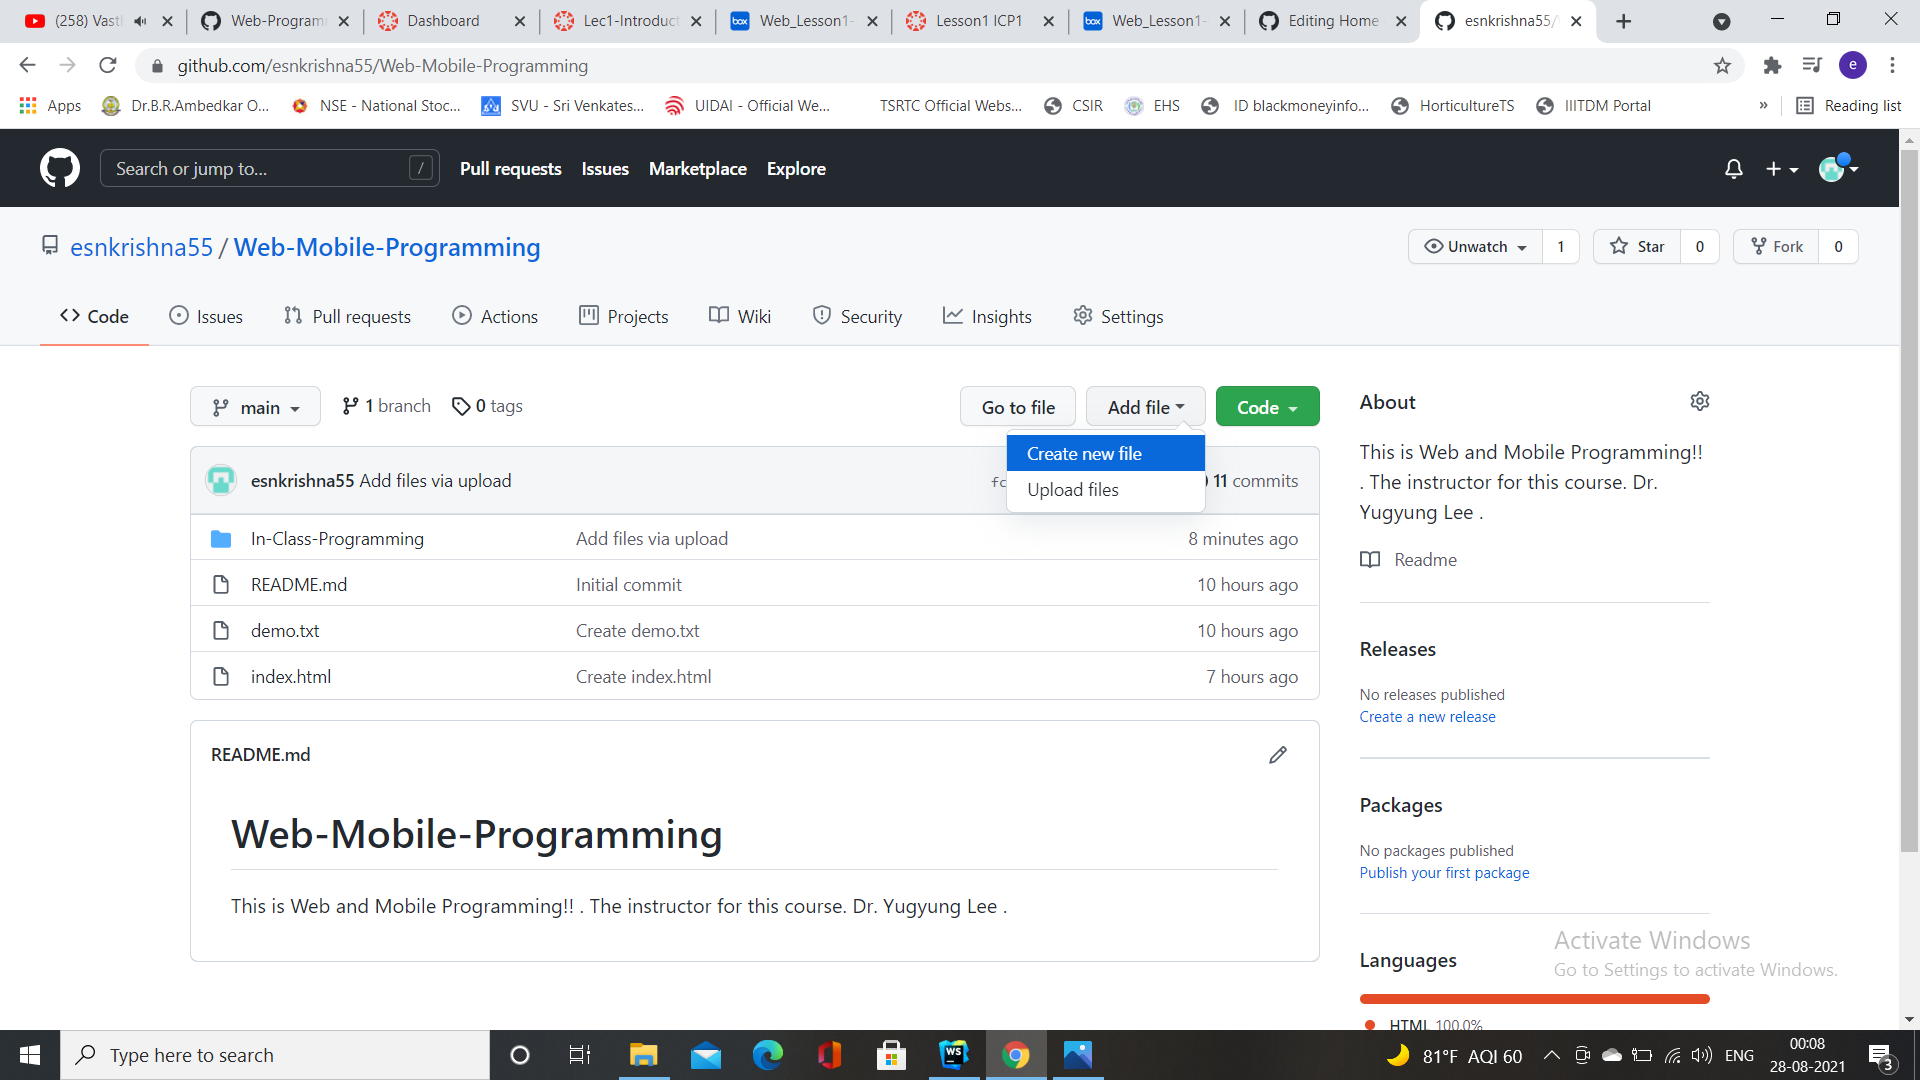 (258) Vastl
Web-Program
Dashboard
Lec1-Introduct
Web_Lesson1-
Lesson1 ICP1
Web_Lesson1-
Editing Home
esnkrishna55/
github.com/esnkrishna55/Web-Mobile-Programming
e
Apps
Dr.B.R.Ambedkar O...
NSE - National Stoc...
SVU - Sri Venkates...
UIDAI - Official We...
TSRTC Official Webs...
CSIR
EHS
ID blackmoneyinfo...
HorticultureTS
IIITDM Portal
»
Reading list
Search or jump to...
/
Pull requests
Issues
Marketplace
Explore
esnkrishna55 / Web-Mobile-Programming
Unwatch
1
Star
0
Fork
0
Code
Issues
Pull requests
Actions
Projects
Wiki
Security
Insights
Settings
main
1 branch
0 tags
Go to file
Add file
Code
Create new file
Upload files
esnkrishna55 Add files via upload
fc
11 commits
In-Class-Programming
Add files via upload
8 minutes ago
README.md
Initial commit
10 hours ago
demo.txt
Create demo.txt
10 hours ago
index.html
Create index.html
7 hours ago
README.md
Web-Mobile-Programming
This is Web and Mobile Programming!! . The instructor for this course. Dr. Yugyung Lee .
About
This is Web and Mobile Programming!!
. The instructor for this course. Dr.
Yugyung Lee .
Readme
Releases
No releases published
Create a new release
Packages
No packages published
Publish your first package
Languages
HTML 100.0%
Activate Windows
Go to Settings to activate Windows.
Type here to search
WS
81°F AQI 60
ENG
00:08
28-08-2021
3